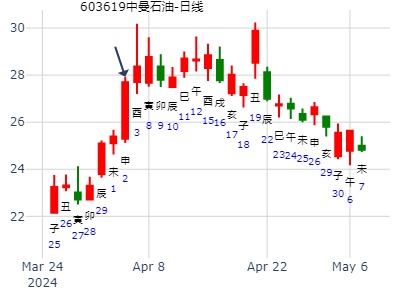 603619中曼石油-日线
30
28
26
24
22
子 25
丑 26
寅 27
卯 28
辰 29
未 1
申 2
酉 3
寅 8
卯 9
辰 10
巳 11
午 12
酉 15
戌 16
亥 17
子 18
丑 19
辰 22
巳 23
午 24
未 25
申 26
亥 29
子 30
午 6
未 7
Mar 24
2024
Apr 8
Apr 22
May 6